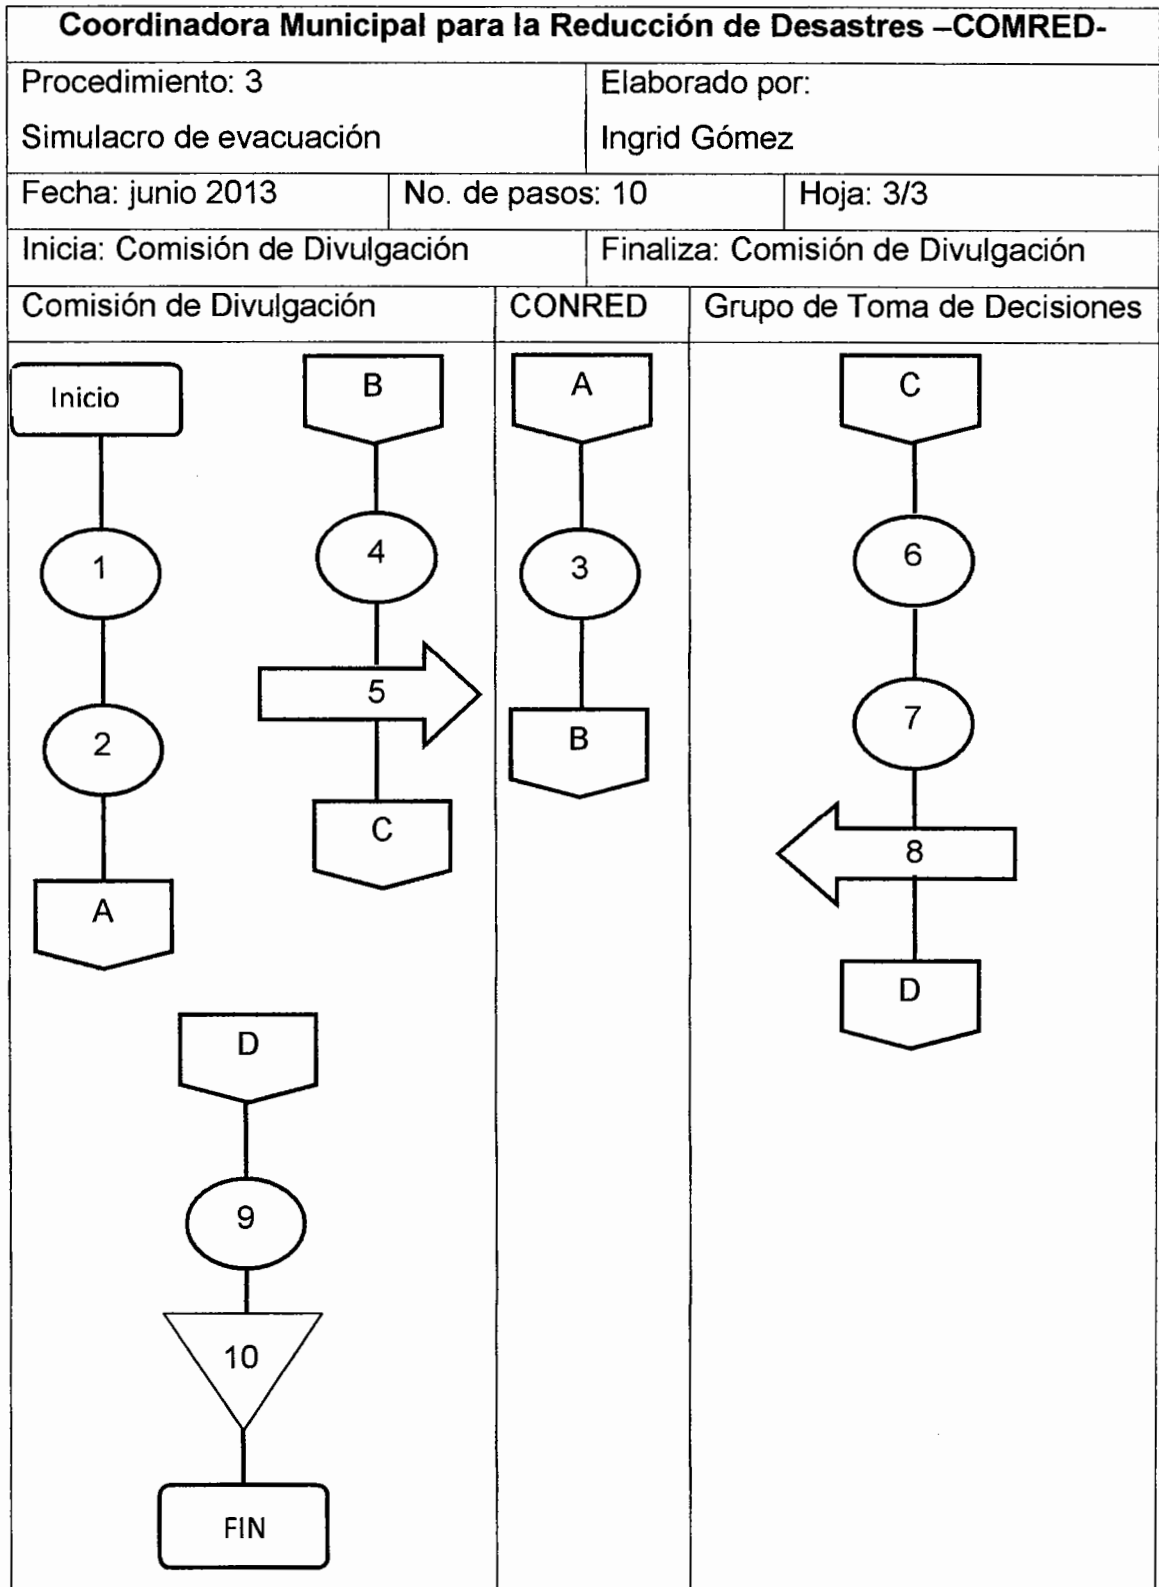 Coordinadora Municipal para la Reducción de Desastres –COMRED-
Procedimiento: 3
Simulacro de evacuación
Elaborado por:
Ingrid Gómez
Fecha: junio 2013
No. de pasos: 10
Hoja: 3/3
Inicia: Comisión de Divulgación
Finaliza: Comisión de Divulgación
Comisión de Divulgación
CONRED
Grupo de Toma de Decisiones
Inicio
1
2
A
B
4
5
C
D
9
10
FIN
A
3
B
C
6
7
8
D